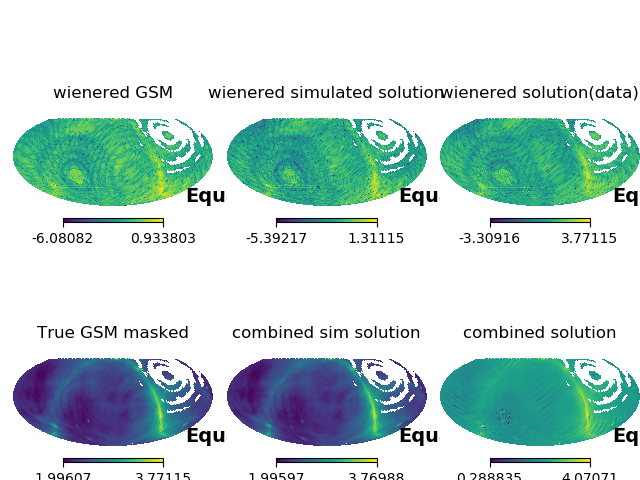 wienered GSM
wienered simulated solution
wienered solution(data)
Equ
Equ
Eq
-6.08082 0.933803
-5.39217 1.31115
-3.30916 3.77115
True GSM masked
combined sim solution
combined solution
Equ
Equ
Eq
1.99607 3.77115
1.99597 3.76988
0.288835 4.07071